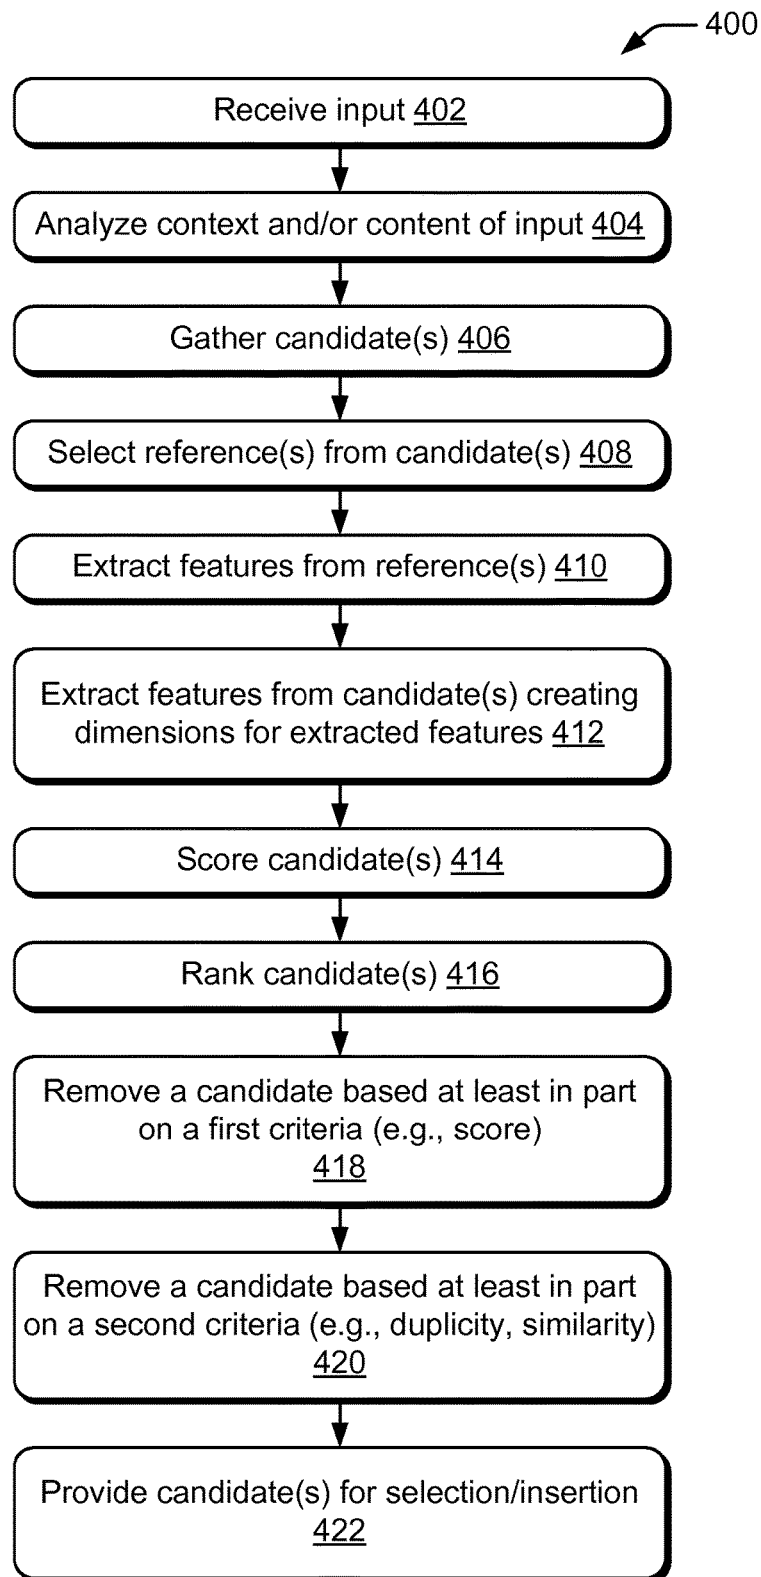 400
Receive input 402
Analyze context and/or content of input 404
Gather candidate(s) 406
Select reference(s) from candidate(s) 408
Extract features from reference(s) 410
Extract features from candidate(s) creating
dimensions for extracted features 412
Score candidate(s) 414
Rank candidate(s) 416
Remove a candidate based at least in part
on a first criteria (e.g., score)
418
Remove a candidate based at least in part
on a second criteria (e.g., duplicity, similarity)
420
Provide candidate(s) for selection/insertion
422